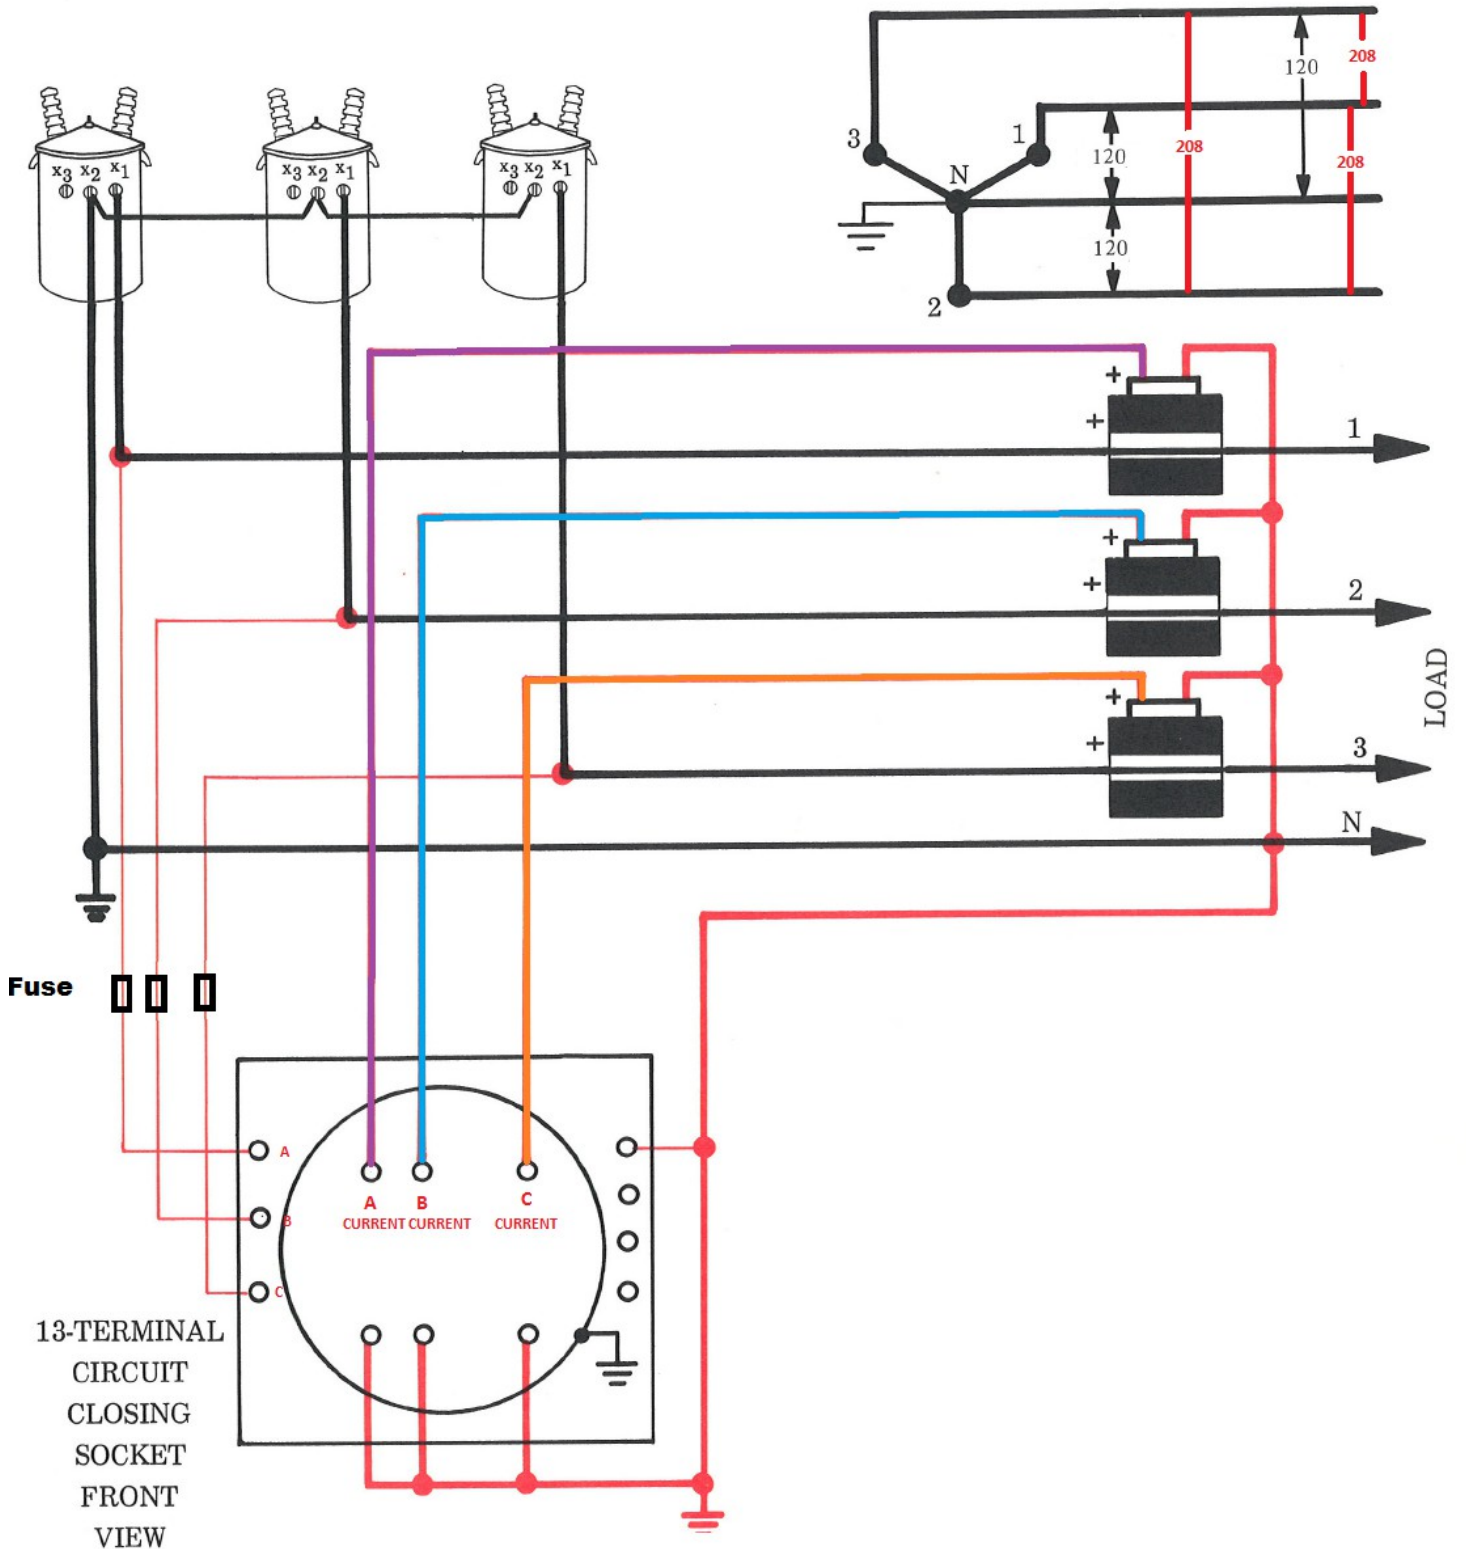 x3 x2 x1
x3 x2 x1
x3 x2 x1
3
1
N
2
120
120
120
208
208
208
+
+
1
+
+
2
+
+
3
N
LOAD
Fuse
A
B
C
A
CURRENT
B
CURRENT
C
CURRENT
13-TERMINAL
CIRCUIT
CLOSING
SOCKET
FRONT
VIEW